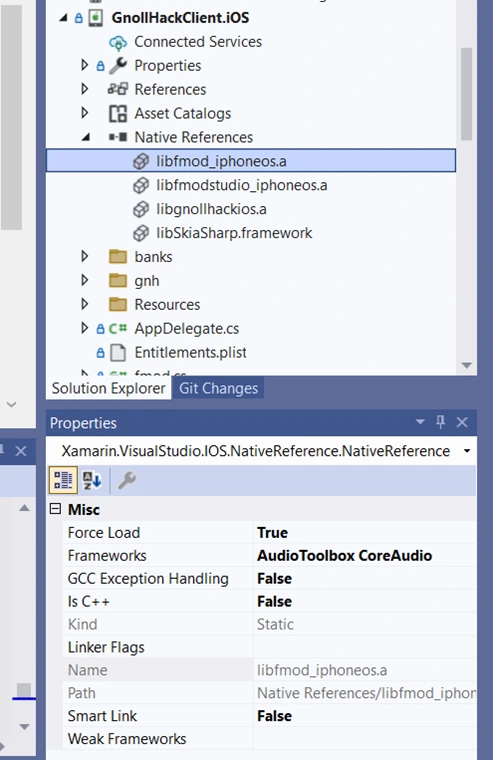 GnollHackClient.iOS
Connected Services
Properties
References
Asset Catalogs
Native References
libfmod_iphoneos.a
libfmodstudio_iphoneos.a
libgnollhackios.a
libSkiaSharp.framework
banks
gnh
Resources
C# AppDelegate.cs
Entitlements.plist
C# fmod.cs
Solution Explorer Git Changes
Properties
Xamarin.VisualStudio.IOS.NativeReference.NativeReference
Misc
Force Load True
Frameworks AudioToolbox CoreAudio
GCC Exception Handling False
Is C++ False
Kind Static
Linker Flags
Name libfmod_iphoneos.a
Path Native References/libfmod_iphon
Smart Link False
Weak Frameworks